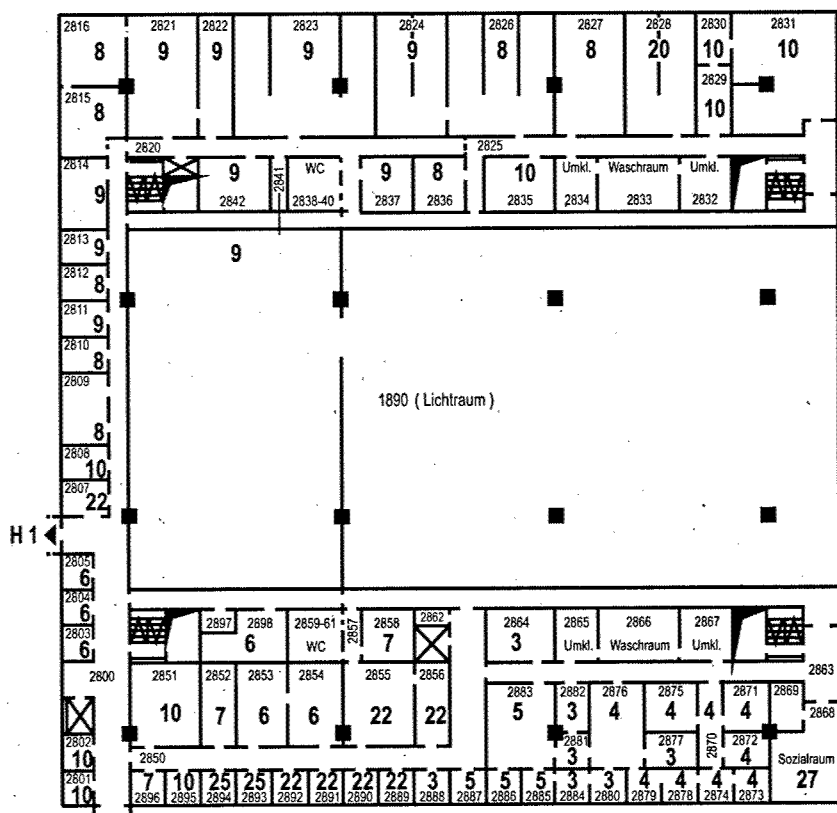 2816 2821 2822 2823 2824 2826 2827 2828 2830 2831
8 9 9 9 9 8 8 20 10 10
2829
2815
8 10
2820 2825
2814
9 9 2841 WC 9 8 10 Umkl. Waschraum Umkl.
2842 2838-40 2837 2836 2835 2834 2833 2832
2813
9 9
2812
8
2811
9
2810
8
2809
1890 ( Lichtraum )
8
2808
10
2807
22
H 1
2805
6
2804
6 2897 2898 2859-61 2857 2858 2862 2864 2865 2866 2867
2803
6 6 WC 7 3 Umkl. Waschraum Umkl.
2863
2800 2851 2852 2853 2854 2855 2856
10 7 6 6 22 22
2883 2882 2876 2875 2871 2869
5 3 4 4 4 4 2868
2802
10 2881 2877 2870 2872
3 3 4
2850 Sozialraum
27
2801
10
7 10 25 25 22 22 22 22 3 5 5 5 3 3 4 4 4 4
2896 2895 2894 2893 2892 2891 2890 2889 2888 2887 2886 2885 2884 2880 2879 2878 2874 2873